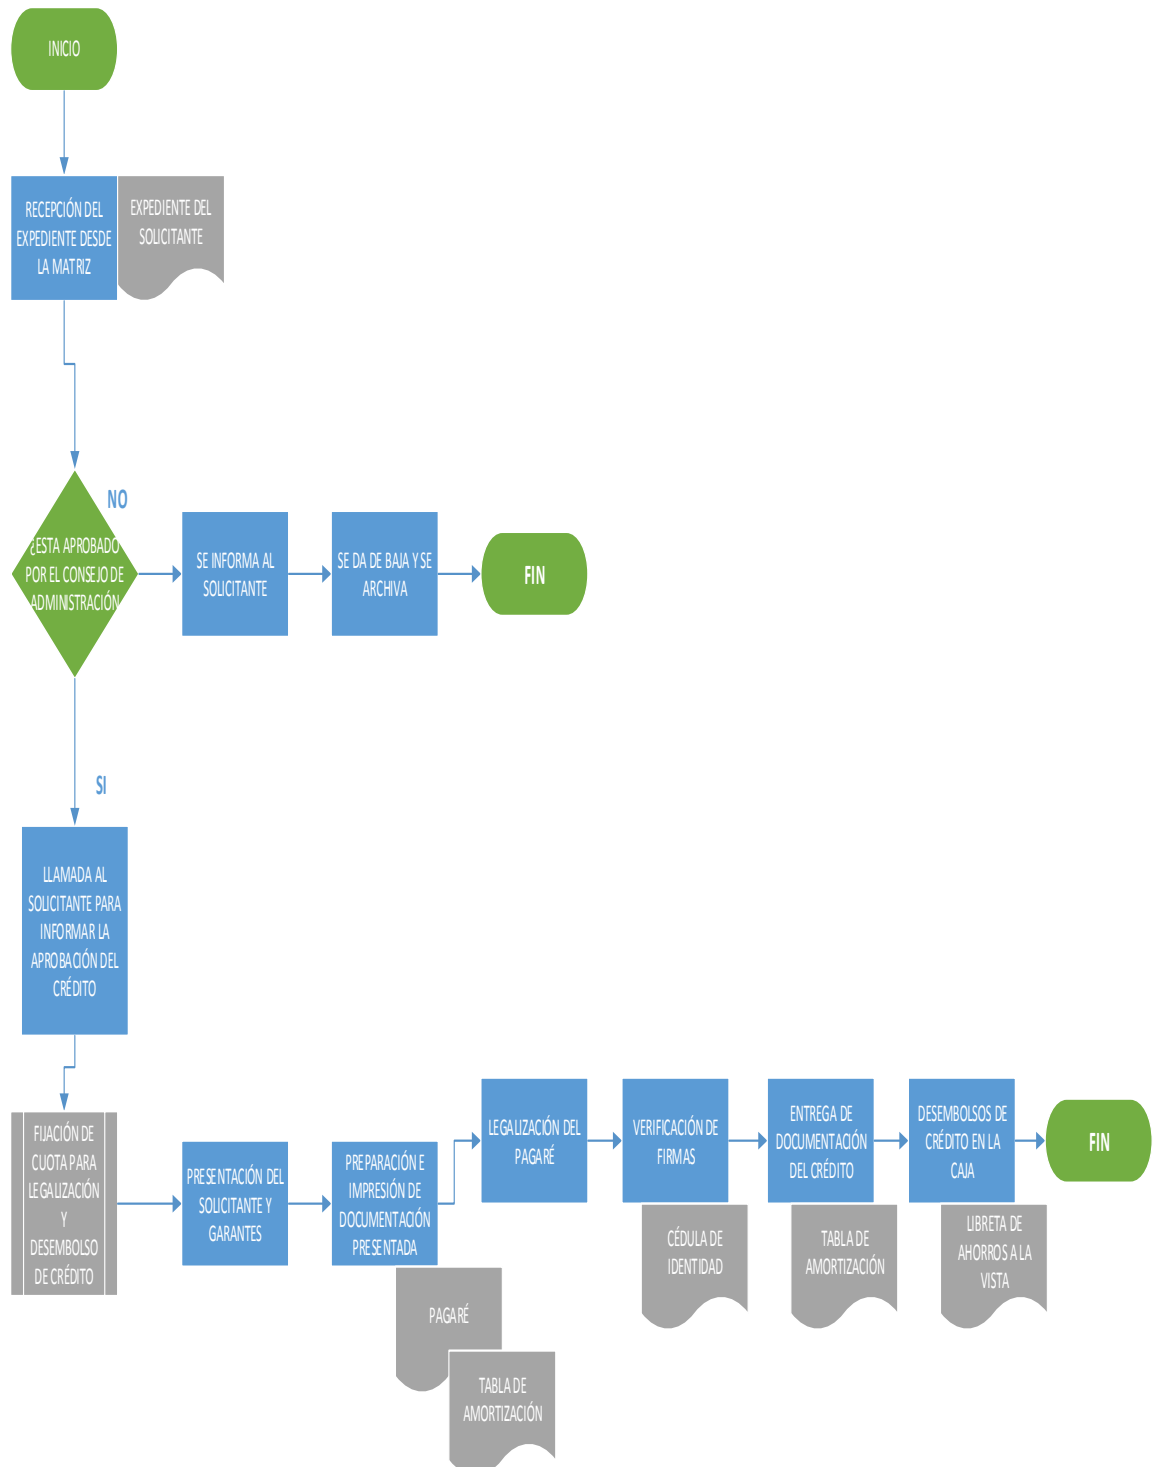 INICIO
RECEPCIÓN DEL
EXPEDIENTE DESDE
LA MATRIZ
EXPEDIENTE DEL
SOLICITANTE
NO
¿ESTA APROBADO
POR EL CONSEJO DE
ADMINISTRACIÓN
SE INFORMA AL
SOLICITANTE
SE DA DE BAJA Y SE
ARCHIVA
FIN
SI
LLAMADA AL
SOLICITANTE PARA
INFORMAR LA
APROBACIÓN DEL
CRÉDITO
FIJACIÓN DE
CUOTA PARA
LEGALIZACIÓN
Y
DESEMBOLSO
DE CRÉDITO
PRESENTACIÓN DEL
SOLICITANTE Y
GARANTES
PREPARACIÓN E
IMPRESIÓN DE
DOCUMENTACIÓN
PRESENTADA
PAGARÉ
TABLA DE
AMORTIZACIÓN
LEGALIZACIÓN DEL
PAGARÉ
VERIFICACIÓN DE
FIRMAS
CÉDULA DE
IDENTIDAD
ENTREGA DE
DOCUMENTACIÓN
DEL CRÉDITO
TABLA DE
AMORTIZACIÓN
DESEMBOLSOS DE
CRÉDITO EN LA
CAJA
LIBRETA DE
AHORROS A LA
VISTA
FIN